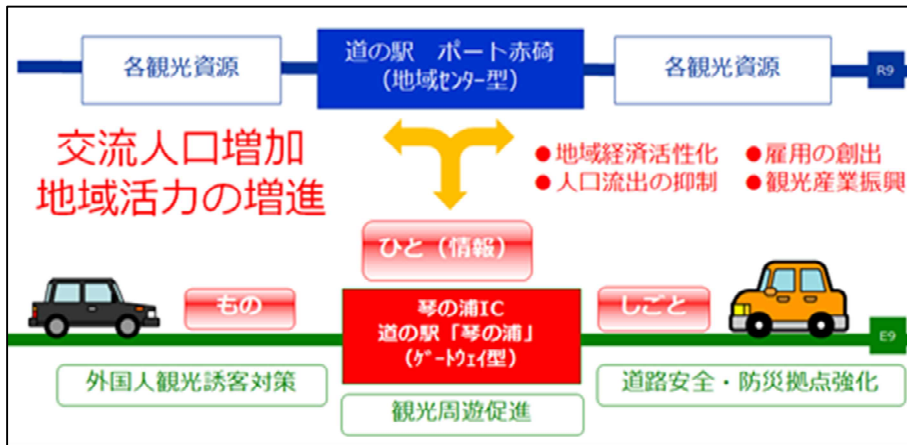 各観光資源
道の駅　ポート赤碕
(地域センター型)
各観光資源
R9
交流人口増加
地域活力の増進
●地域経済活性化
●雇用の創出
●人口流出の抑制
●観光産業振興
ひと（情報）
もの
しごと
琴の浦IC
道の駅「琴の浦」
(ゲートウェイ型)
E9
外国人観光誘客対策
観光周遊促進
道路安全・防災拠点強化